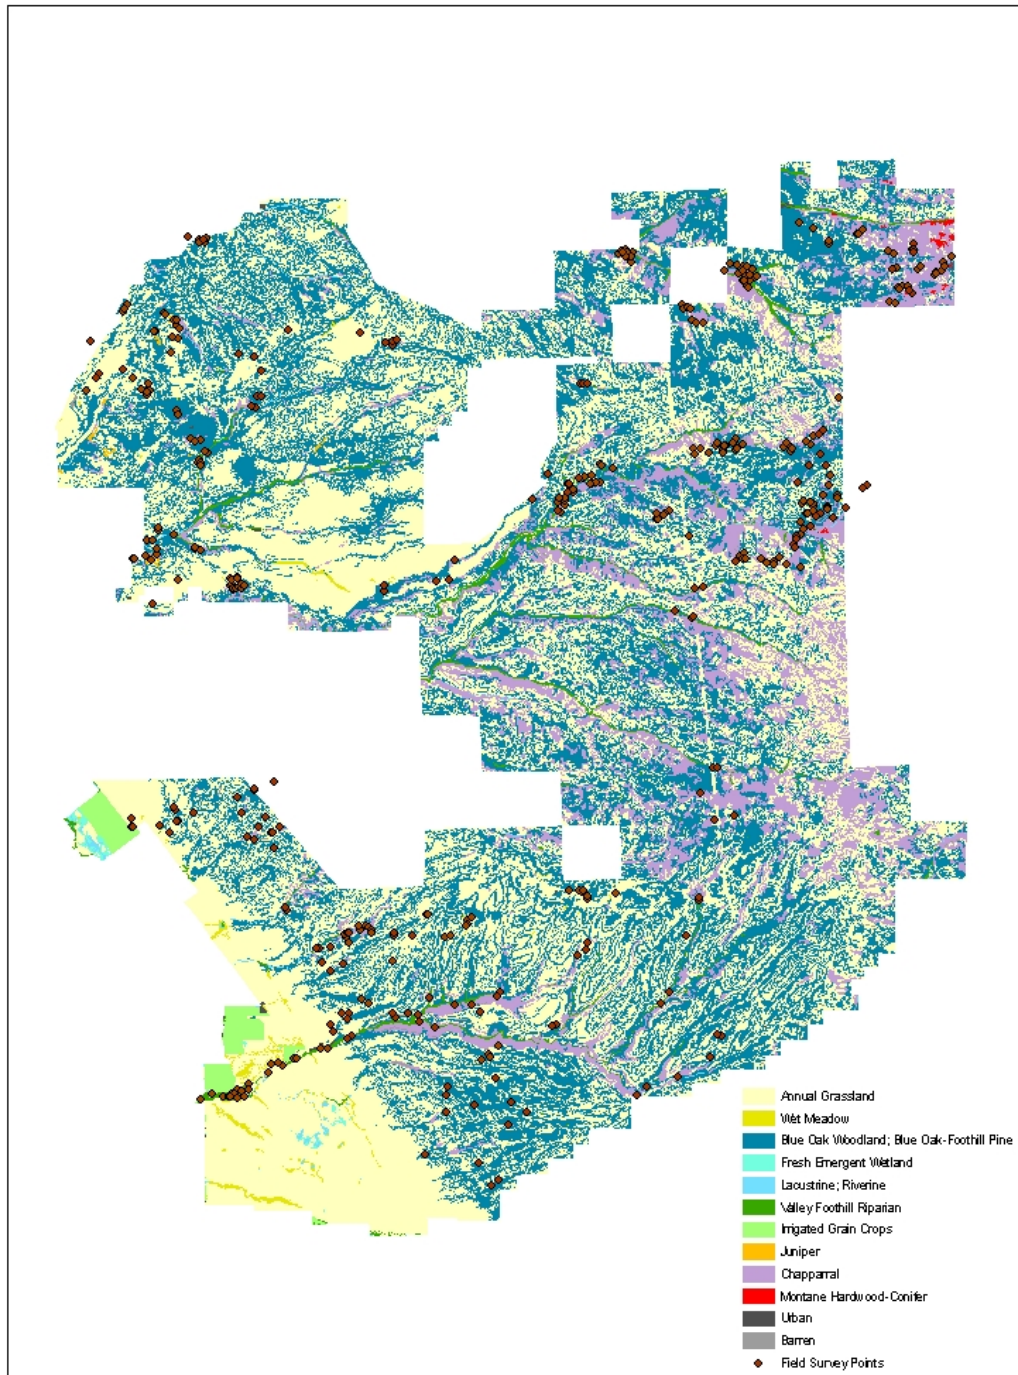 Annual Grassland
Wet Meadow
Blue Oak Woodland; Blue Oak-Foothill Pine
Fresh Emergent Wetland
Lacustrine; Riverine
Valley Foothill Riparian
Irrigated Grain Crops
Juniper
Chapparral
Montane Hardwood-Conifer
Urban
Barren
Field Survey Points